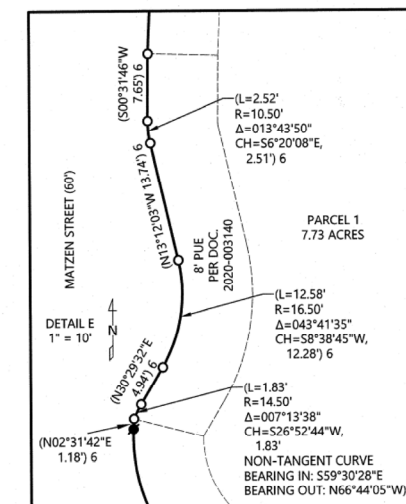 (S00°31'46"W
7.65') 6
(L=2.52'
R=10.50'
Δ=013°43'50"
CH=S6°20'08"E,
2.51') 6
(N13°12'03"W 13.74') 6
MATZEN STREET (60')
8' PUE
PER DOC.
2020-003140
PARCEL 1
7.73 ACRES
DETAIL E
1" = 10'
N
(L=12.58'
R=16.50'
Δ=043°41'35"
CH=S8°38'45"W,
12.28') 6
(N30°29'32"E
4.94') 6
(L=1.83'
R=14.50'
Δ=007°13'38"
CH=S26°52'44"W,
1.83'
NON-TANGENT CURVE
BEARING IN: S59°30'28"E
BEARING OUT: N66°44'05"W)
(N02°31'42"E
1.18') 6